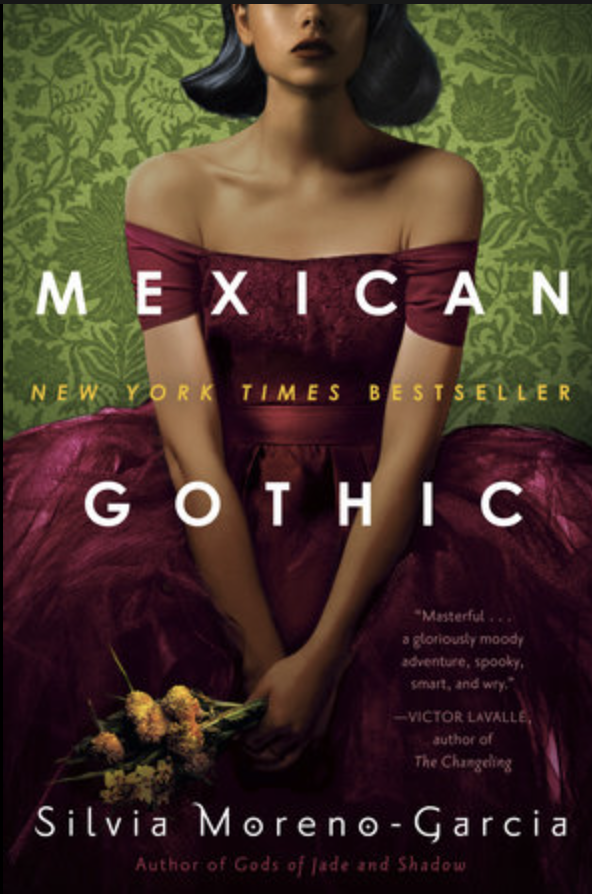 MEXICAN
NEW YORK TIMES BESTSELLER
GOTHIC
“Masterful . . .
a gloriously moody
adventure, spooky,
smart, and wry.”
—VICTOR LAVALLE,
author of
The Changeling
Silvia Moreno-Garcia
Author of Gods of Jade and Shadow